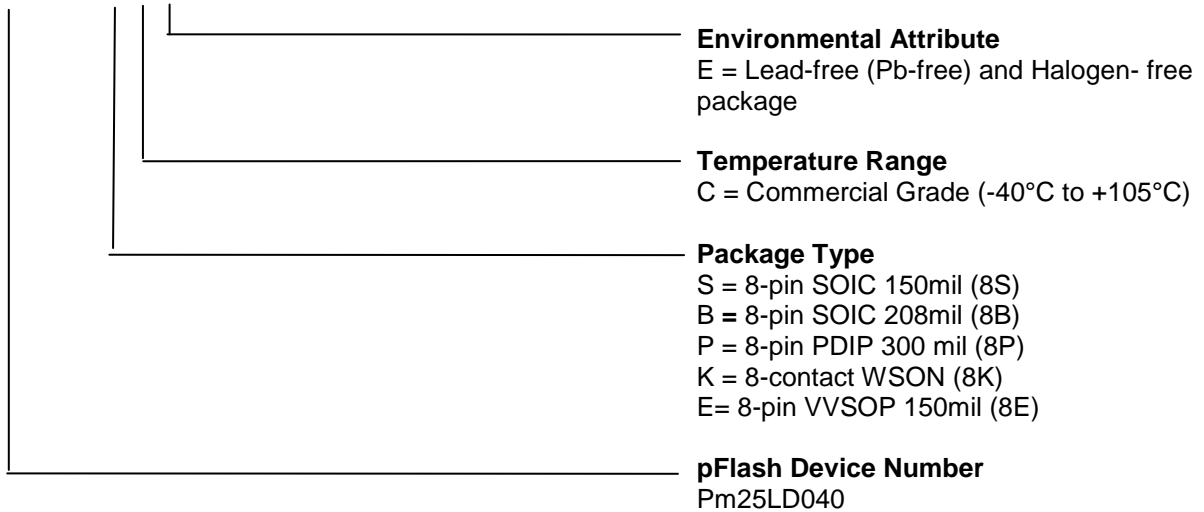 Environmental Attribute
E = Lead-free (Pb-free) and Halogen- free
package
Temperature Range
C = Commercial Grade (-40°C to +105°C)
Package Type
S = 8-pin SOIC 150mil (8S)
B = 8-pin SOIC 208mil (8B)
P = 8-pin PDIP 300 mil (8P)
K = 8-contact WSON (8K)
E= 8-pin VVSOP 150mil (8E)
pFlash Device Number
Pm25LD040